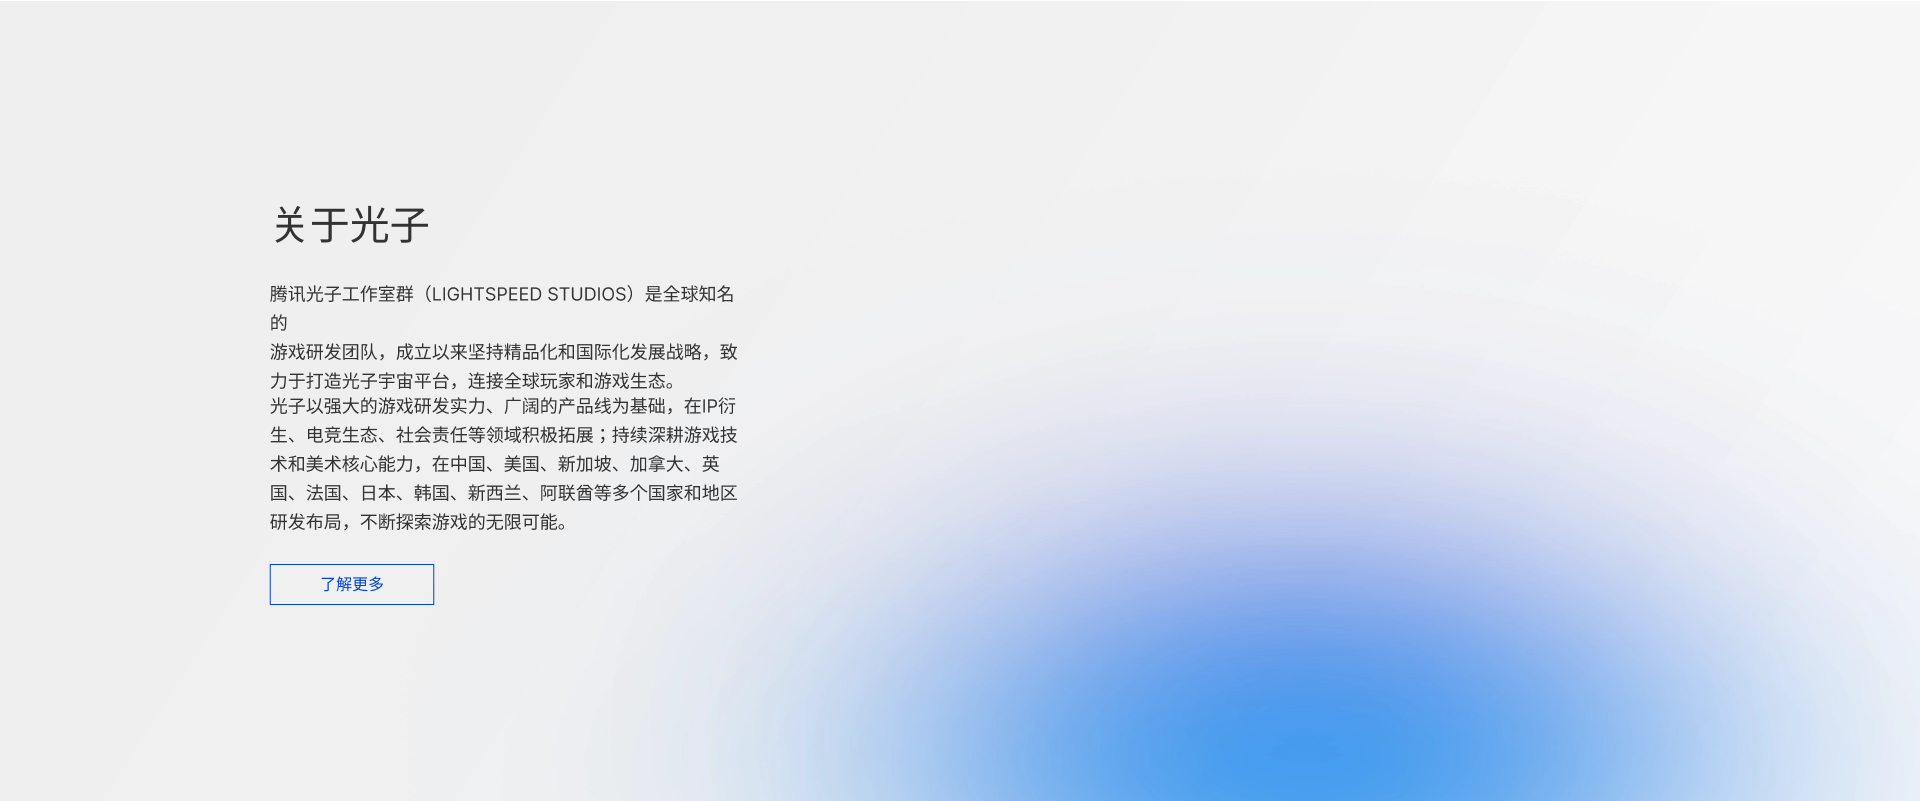 关于光子
腾讯光子工作室群（LIGHTSPEED STUDIOS）是全球知名
的
游戏研发团队，成立以来坚持精品化和国际化发展战略，致
力于打造光子宇宙平台，连接全球玩家和游戏生态。
光子以强大的游戏研发实力、广阔的产品线为基础，在IP衍
生、电竞生态、社会责任等领域积极拓展；持续深耕游戏技
术和美术核心能力，在中国、美国、新加坡、加拿大、英
国、法国、日本、韩国、新西兰、阿联酋等多个国家和地区
研发布局，不断探索游戏的无限可能。
了解更多